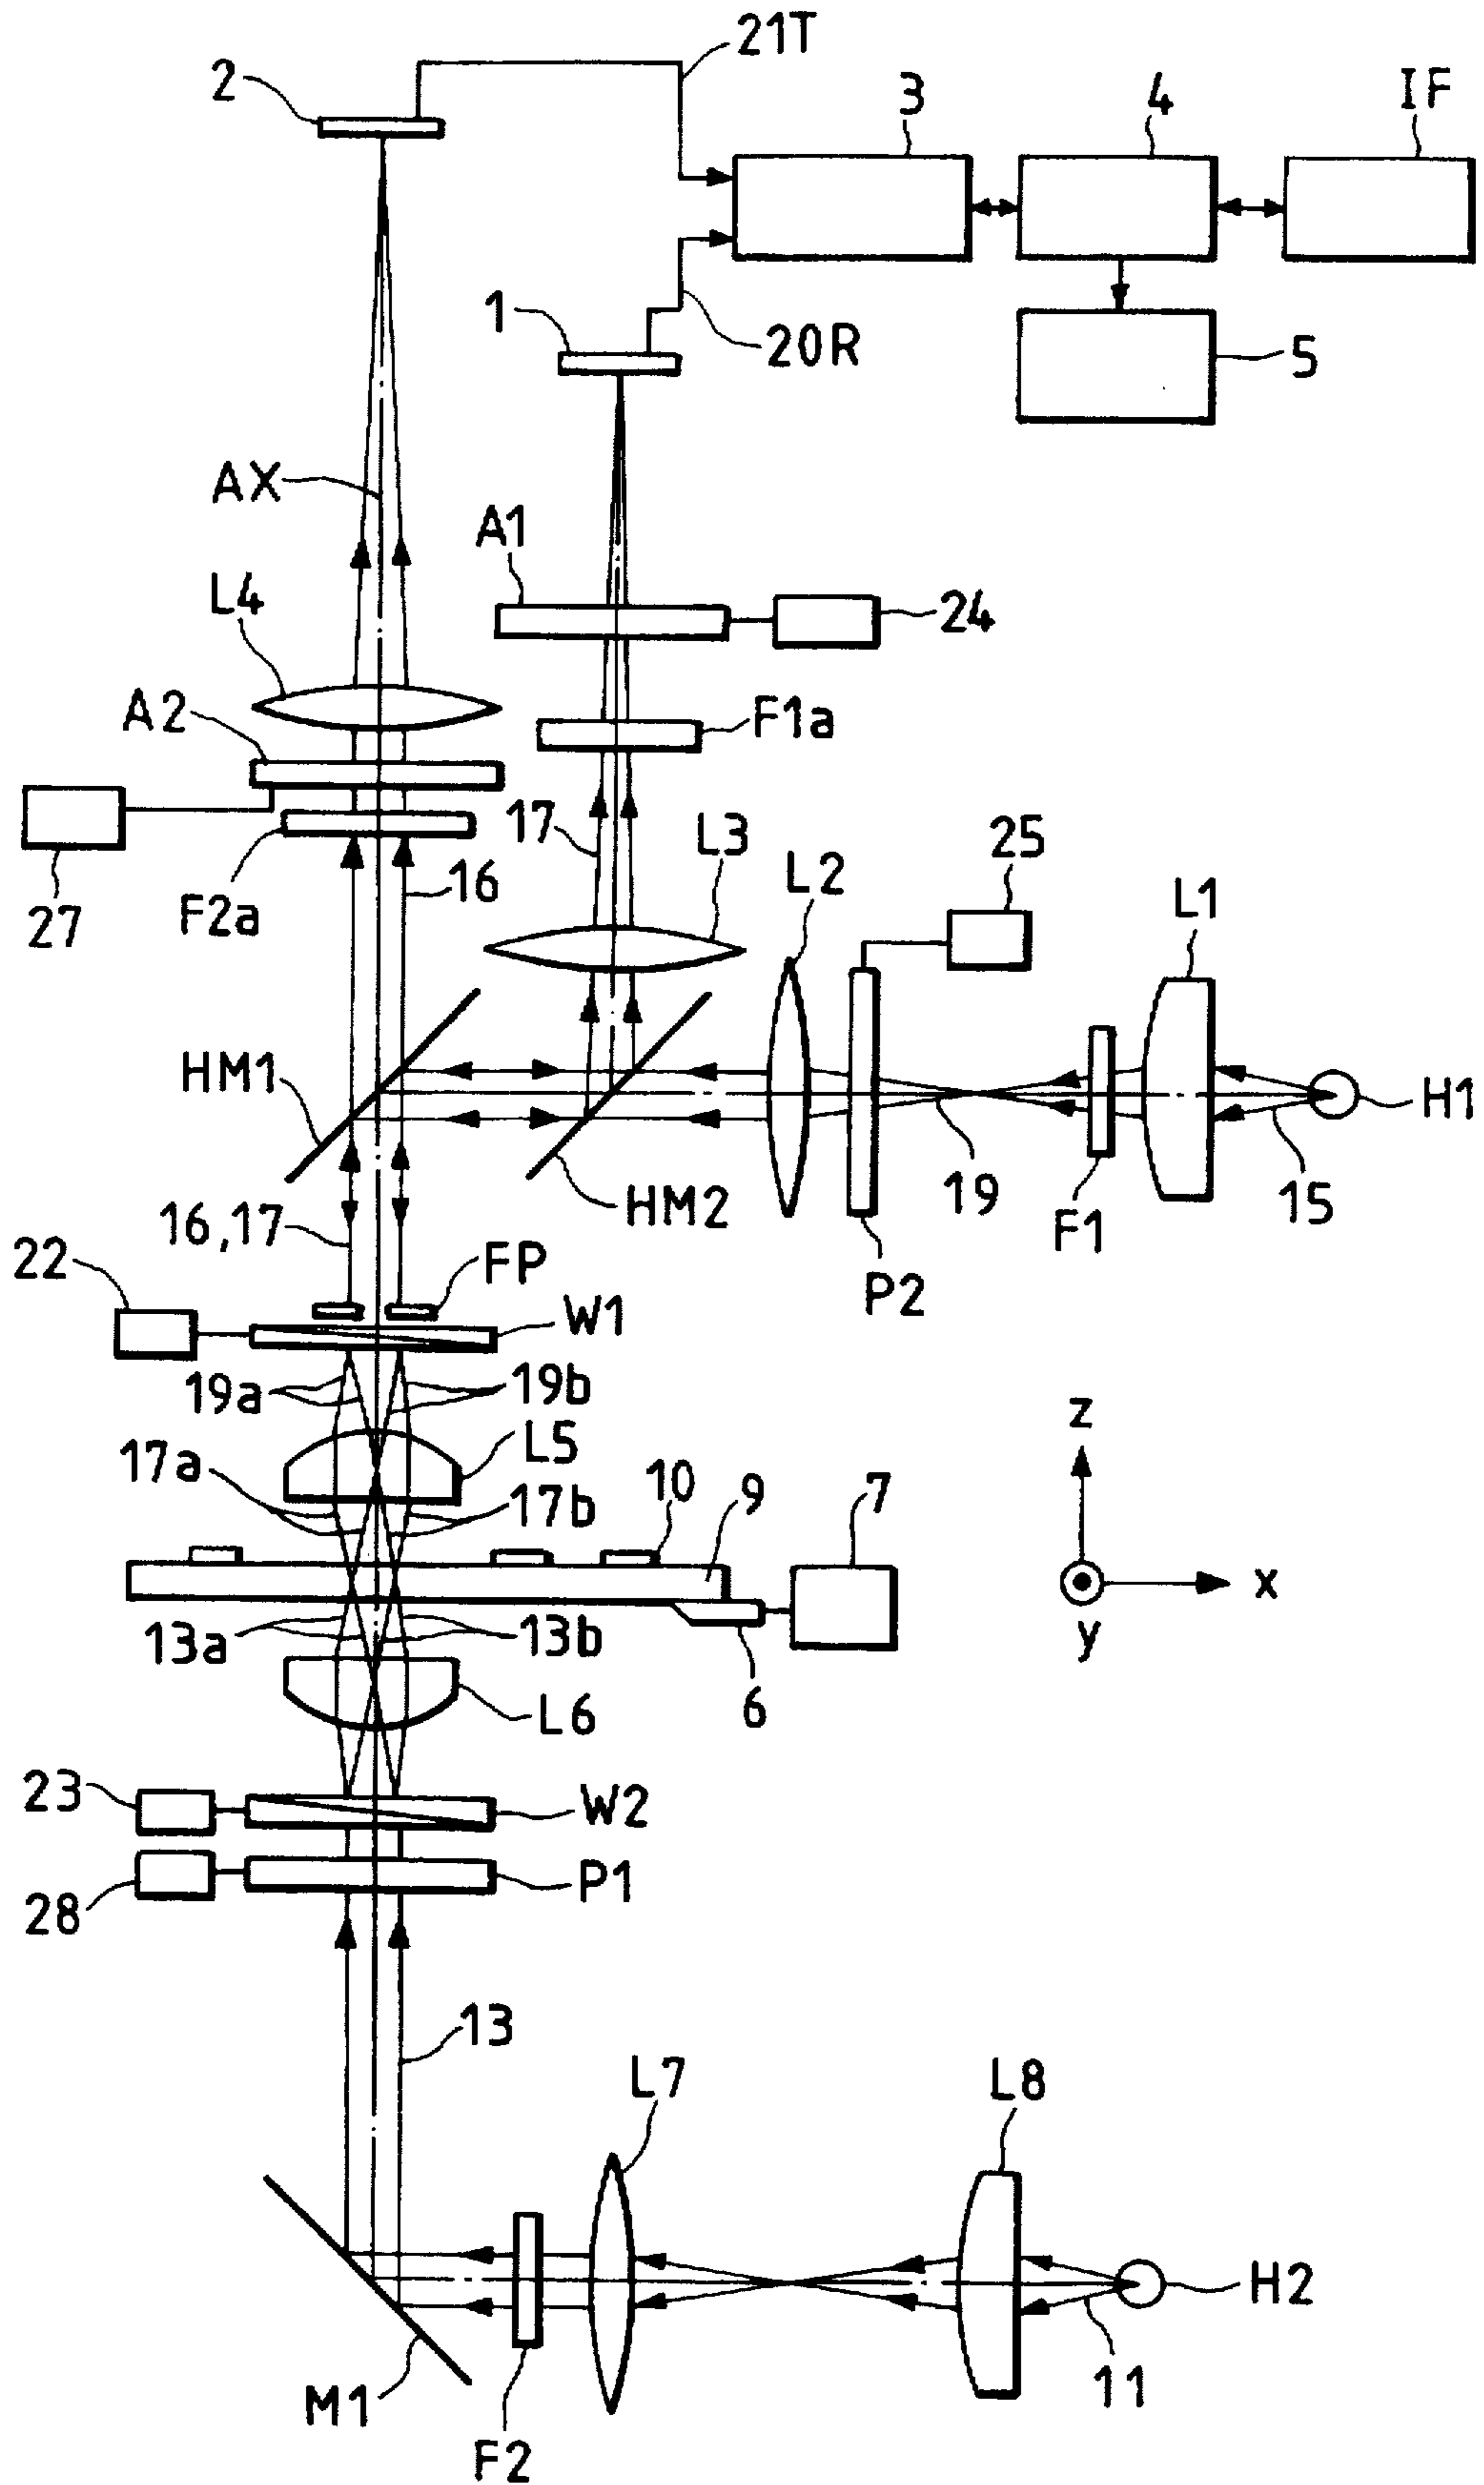 21T
2
3
4
IF
1
20R
5
AX
A1
L4
24
A2
F1a
17
L3
25
L2
L1
27
F2a
16
HM1
H1
HM2
19
F1
15
16,17
22
FP
P2
W1
19a
19b
z
L5
17a
17b
10
9
7
x
13a
13b
y
6
L6
23
W2
28
P1
13
L7
L8
H2
11
M1
F2